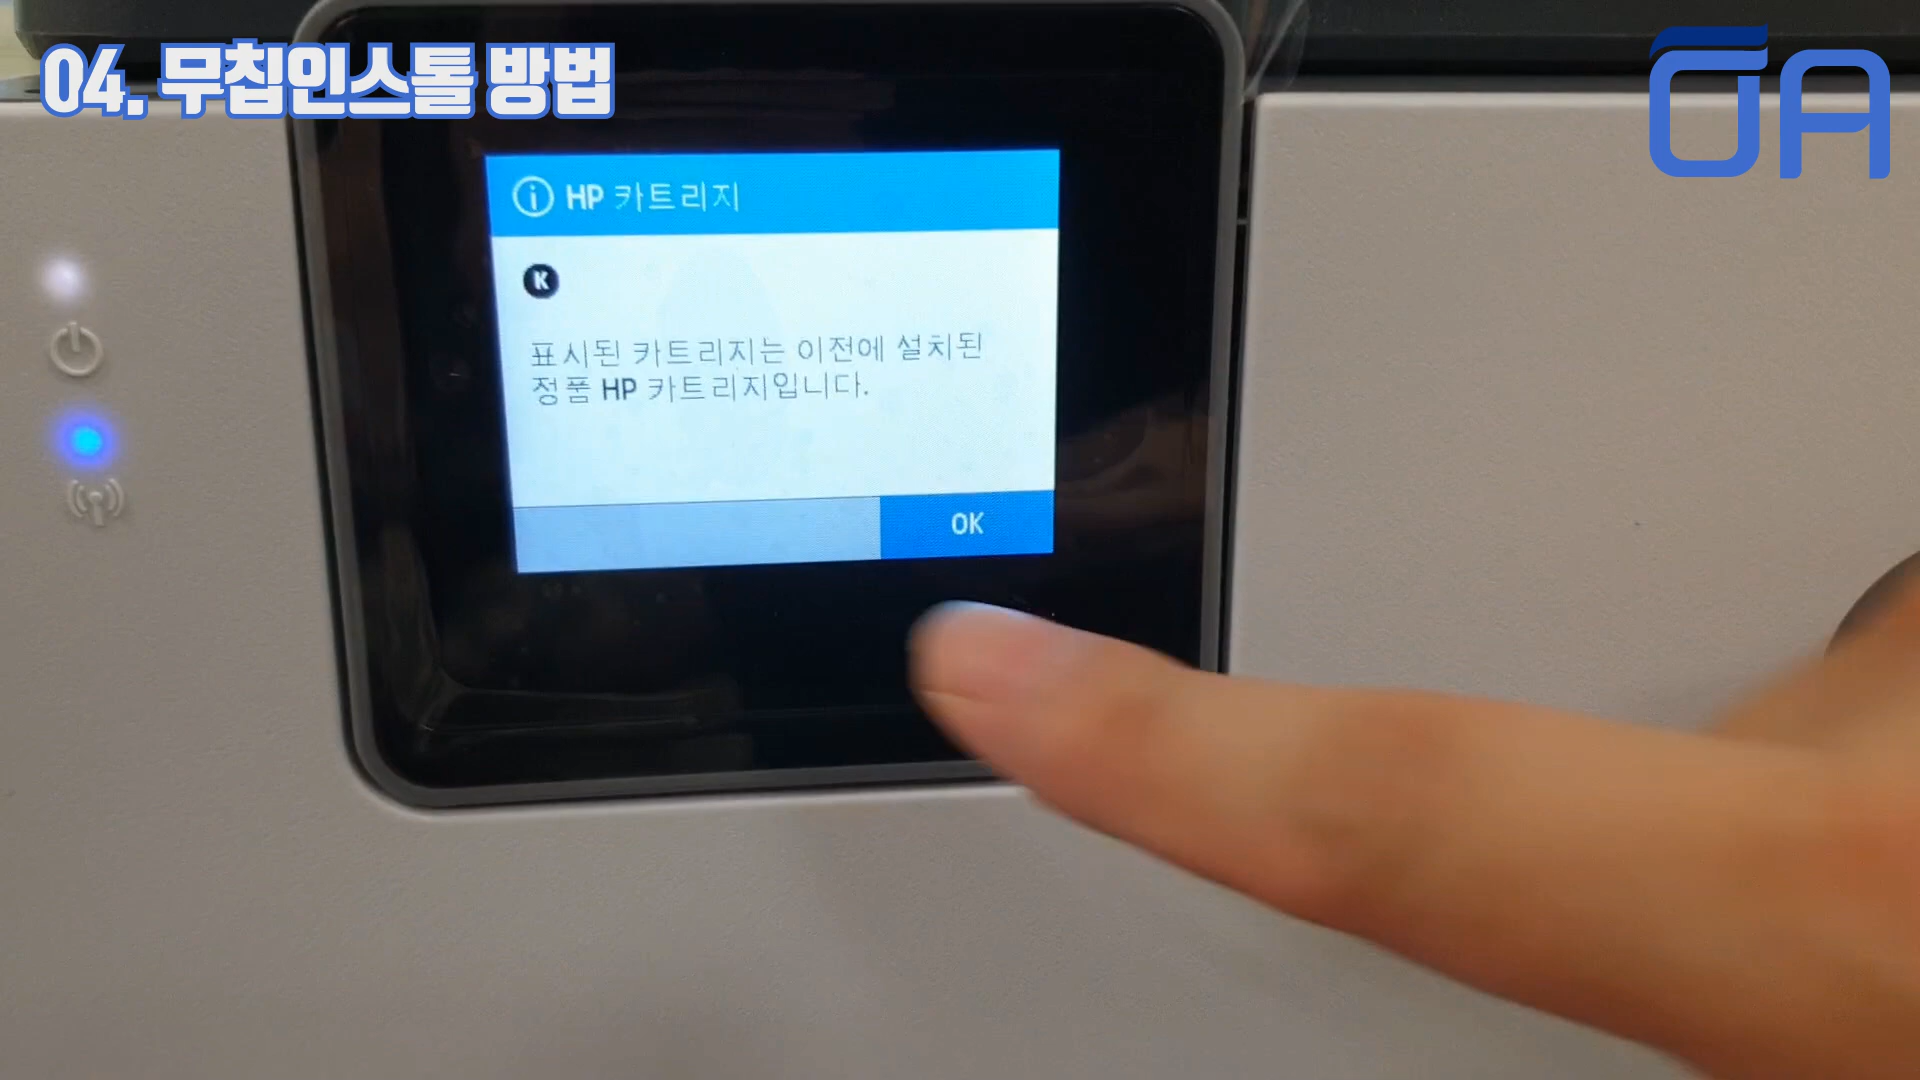 04. 무칩인스톨 방법
OA
HP 카트리지
K
표시된 카트리지는 이전에 설치된
정품 HP 카트리지입니다.
OK